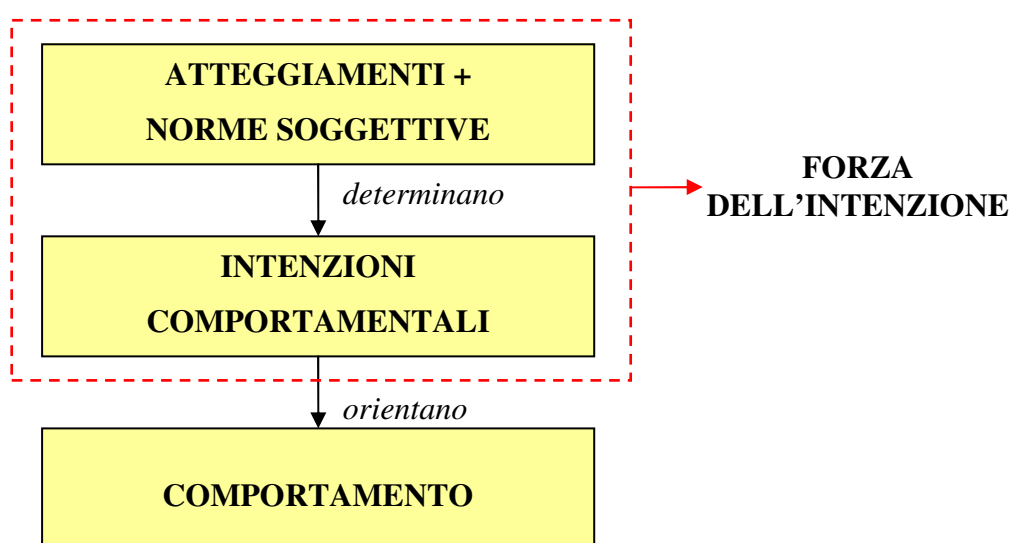 ATTEGGIAMENTI +
NORME SOGGETTIVE
determinano
FORZA
DELL’INTENZIONE
INTENZIONI
COMPORTAMENTALI
orientano
COMPORTAMENTO